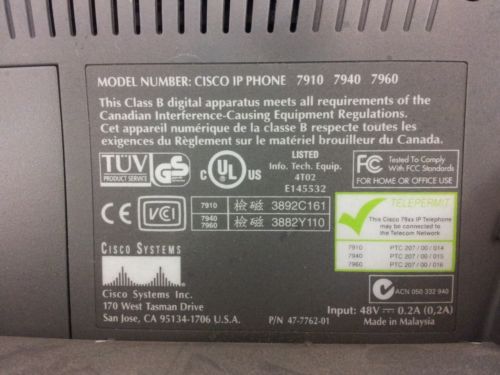 MODEL NUMBER: CISCO IP PHONE 7910 7940 7960
This Class B digital apparatus meets all requirements of the
Canadian Interference-Causing Equipment Regulations.
Cet appareil numérique de la classe B respecte toutes les
exigences du Règlement sur le matériel brouilleur du Canada.
TÜV
PRODUCT SERVICE
GS
C UL US
LISTED
Info. Tech. Equip.
4T02
E145532
FC Tested To Comply
With FCC Standards
FOR HOME OR OFFICE USE
CE
VCI
7910 檢磁 3892C161
7940
7960 檢磁 3882Y110
TELEPERMIT
This Cisco 79xx IP Telephone
may be connected to the
Telecom Network
7910 PTC 207 / 00 / 014
7940 PTC 207 / 00 / 015
7960 PTC 207 / 00 / 016
CISCO SYSTEMS
Cisco Systems Inc.
170 West Tasman Drive
San Jose, CA 95134-1706 U.S.A.
P/N 47-7762-01
N
ACN 050 332 940
Input: 48V ⎓ 0.2A (0,2A)
Made in Malaysia